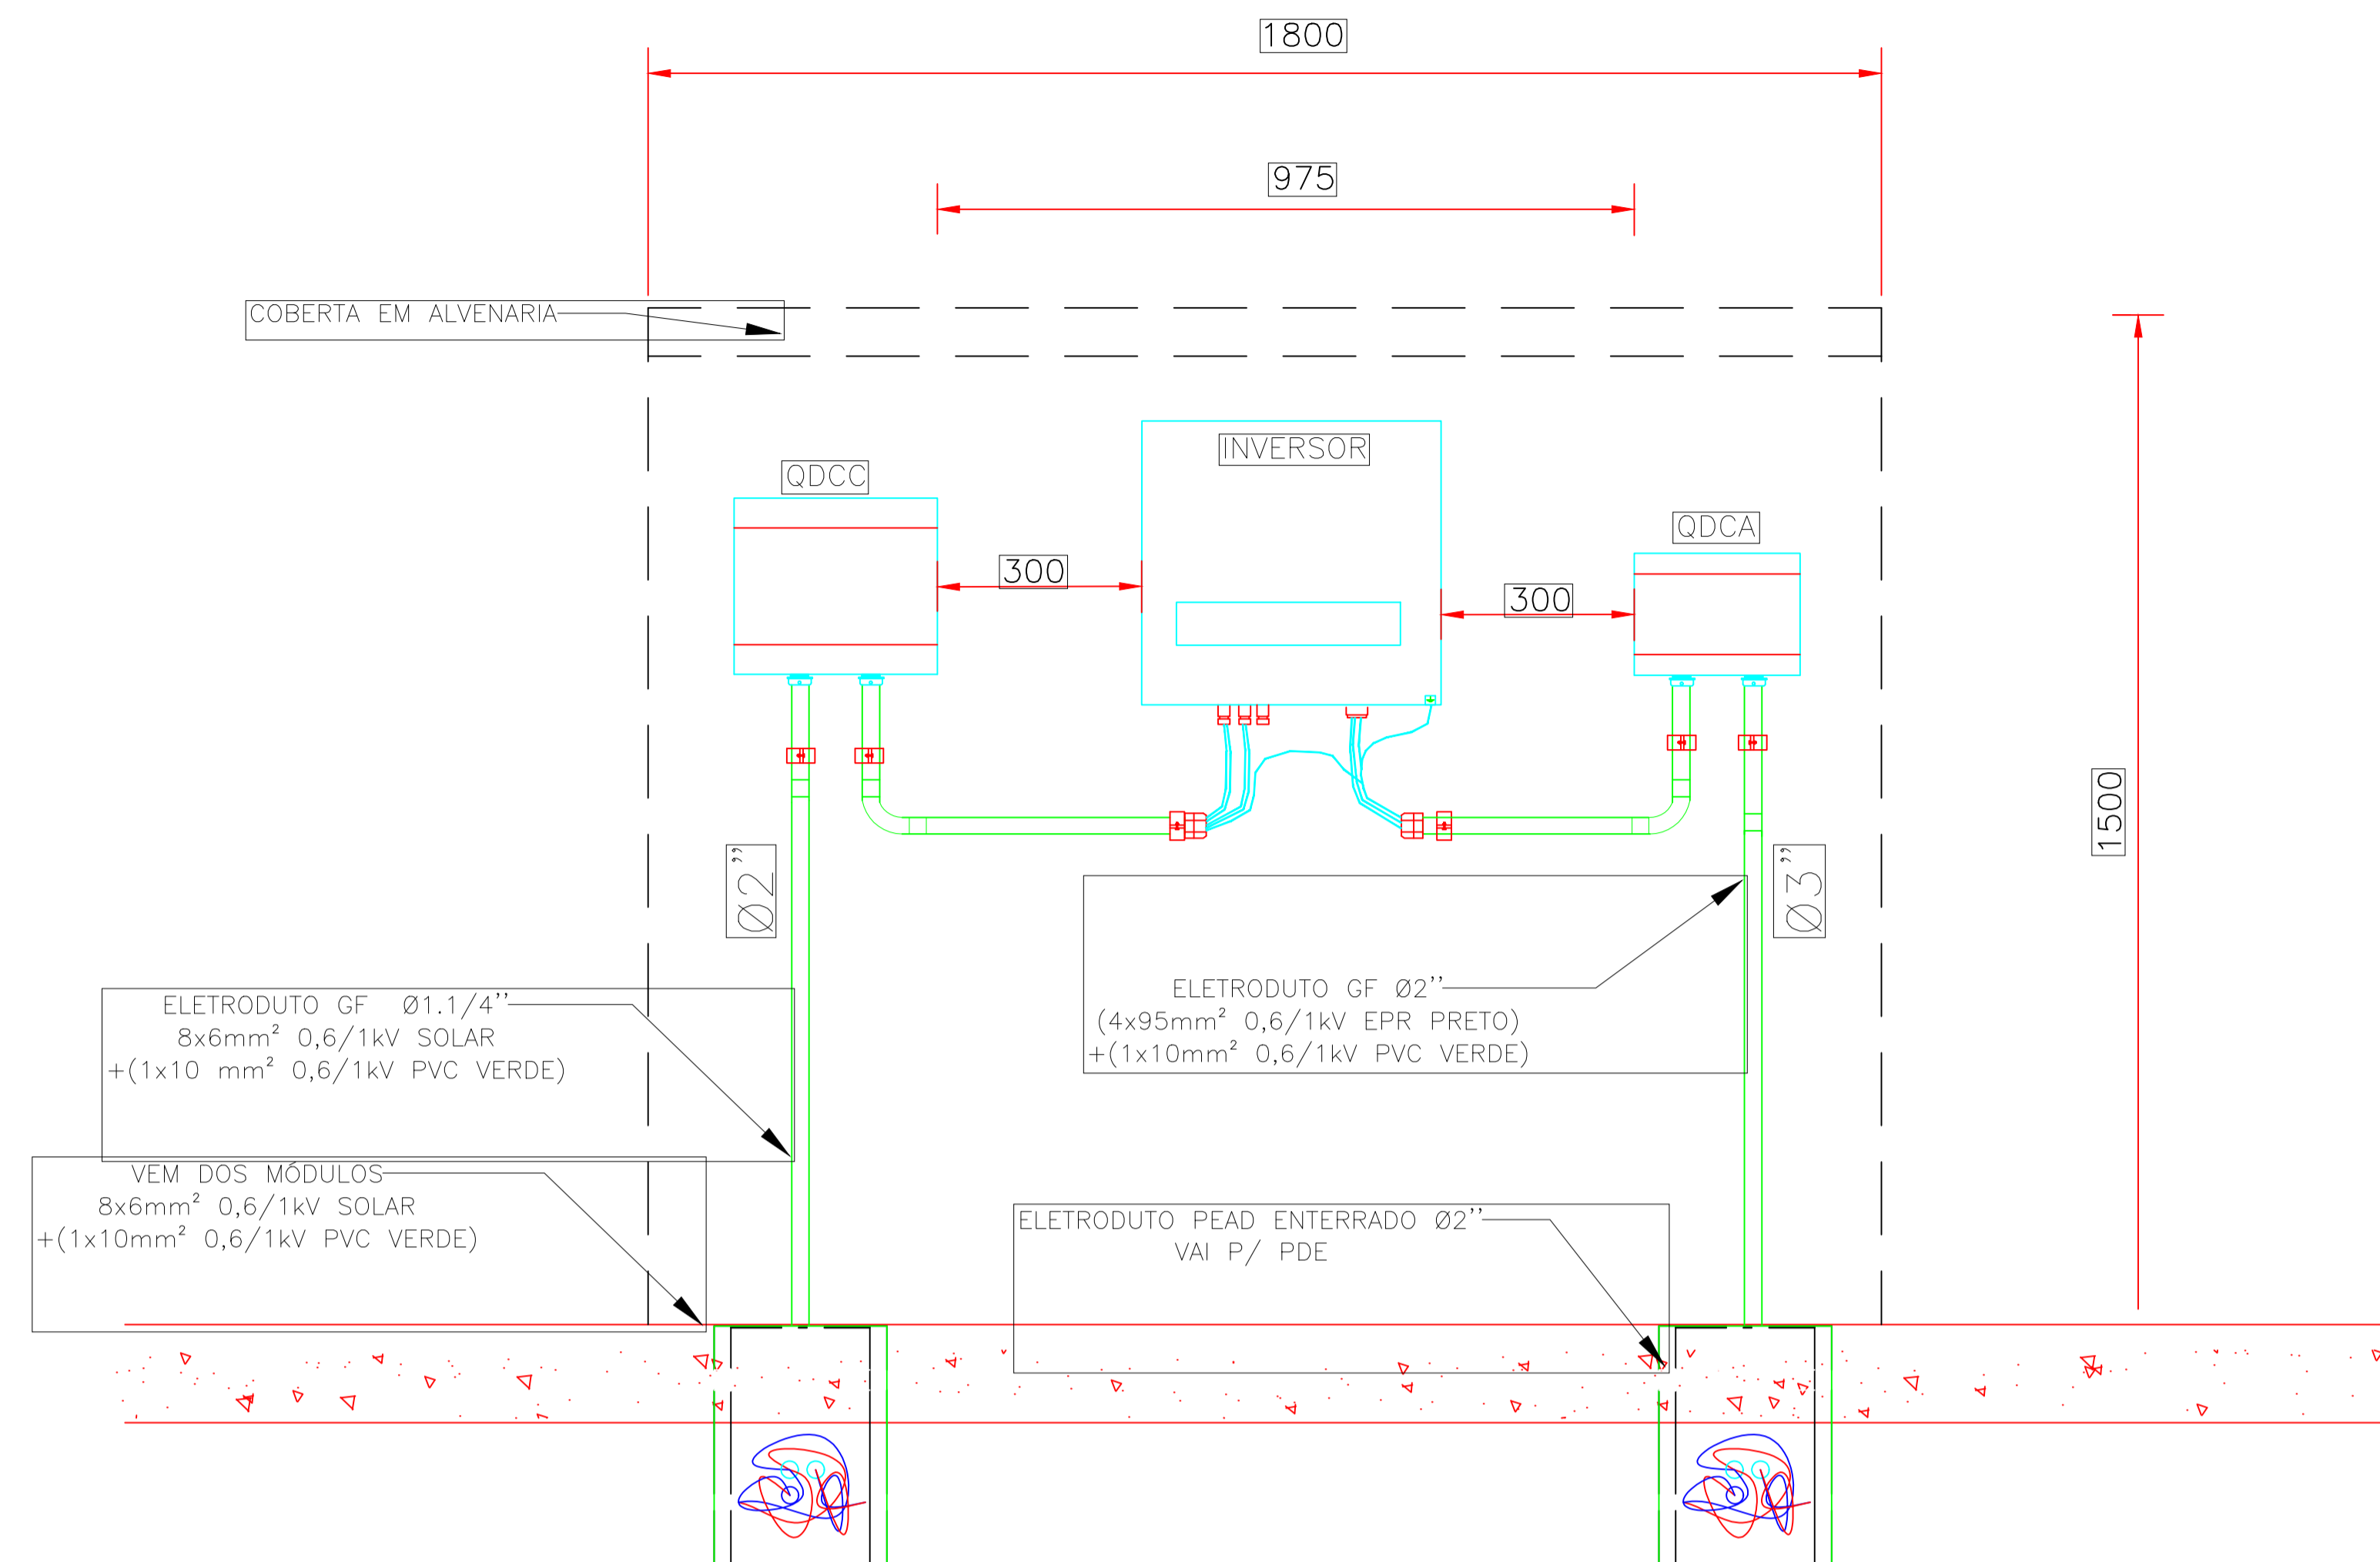 1800
975
COBERTA EM ALVENARIA
INVERSOR
QDCC
QDCA
300
300
1500
Ø2’’
Ø3’’
ELETRODUTO GF Ø1.1/4’’
8x6mm² 0,6/1kV SOLAR
+(1x10 mm² 0,6/1kV PVC VERDE)
ELETRODUTO GF Ø2’’
(4x95mm² 0,6/1kV EPR PRETO)
+(1x10mm² 0,6/1kV PVC VERDE)
VEM DOS MÓDULOS
8x6mm² 0,6/1kV SOLAR
+(1x10mm² 0,6/1kV PVC VERDE)
ELETRODUTO PEAD ENTERRADO Ø2’’
VAI P/ PDE